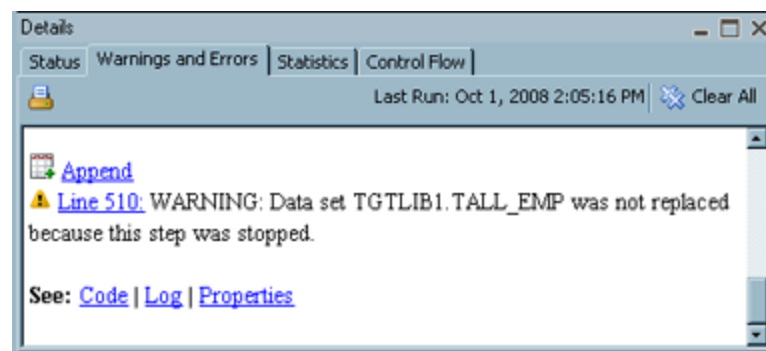 Details
Status Warnings and Errors Statistics Control Flow
Last Run: Oct 1, 2008 2:05:16 PM Clear All
Append
Line 510: WARNING: Data set TGTLIB1.TALL_EMP was not replaced
because this step was stopped.
See: Code | Log | Properties